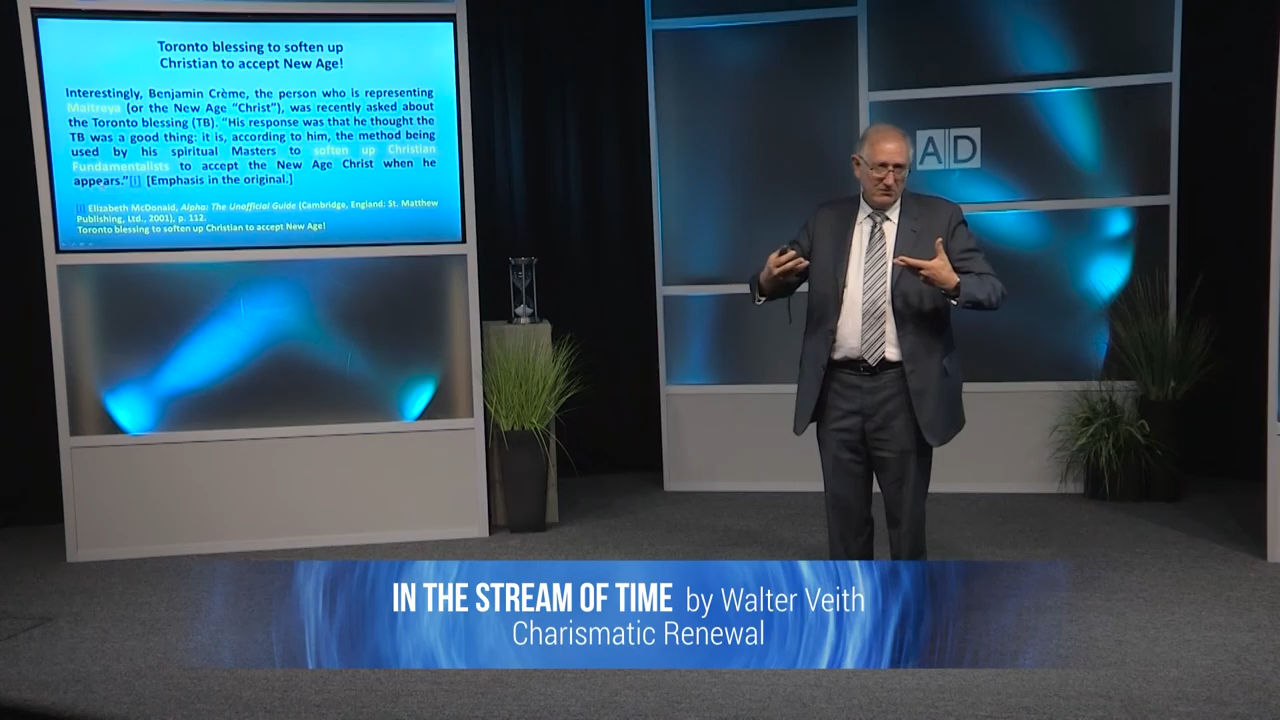 Toronto blessing to soften up
Christian to accept New Age!
Interestingly, Benjamin Crème, the person who is representing
Maitreya (or the New Age "Christ"), was recently asked about
the Toronto blessing (TB). "His response was that he thought the
TB was a good thing; it is, according to him, the method being
used by his spiritual Masters to soften up Christian
Fundamentalists to accept the New Age Christ when he
appears."[i] [Emphasis in the original.]
[i] Elizabeth McDonald, Alpha: The Unofficial Guide (Cambridge, England: St. Matthew
Publishing, Ltd., 2001), p. 112.
Toronto blessing to soften up Christian to accept New Age!
AD
IN THE STREAM OF TIME by Walter Veith
Charismatic Renewal